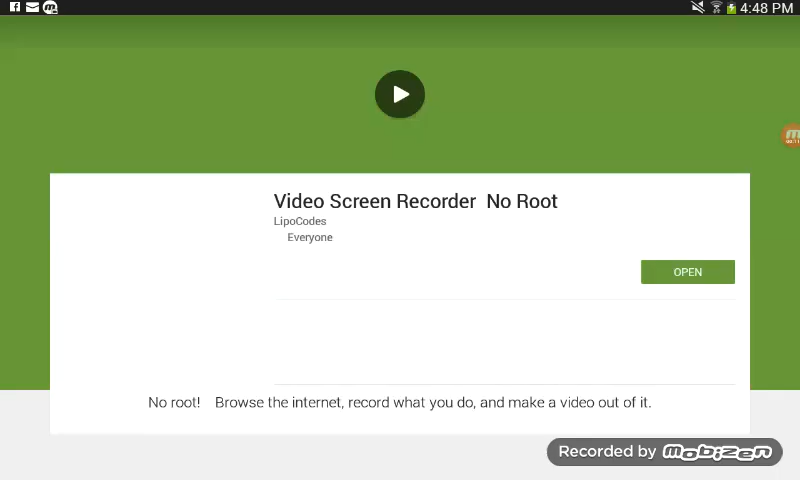 4:48 PM
Video Screen Recorder  No Root
LipoCodes
Everyone
OPEN
No root!    Browse the internet, record what you do, and make a video out of it.
Recorded by mobizen